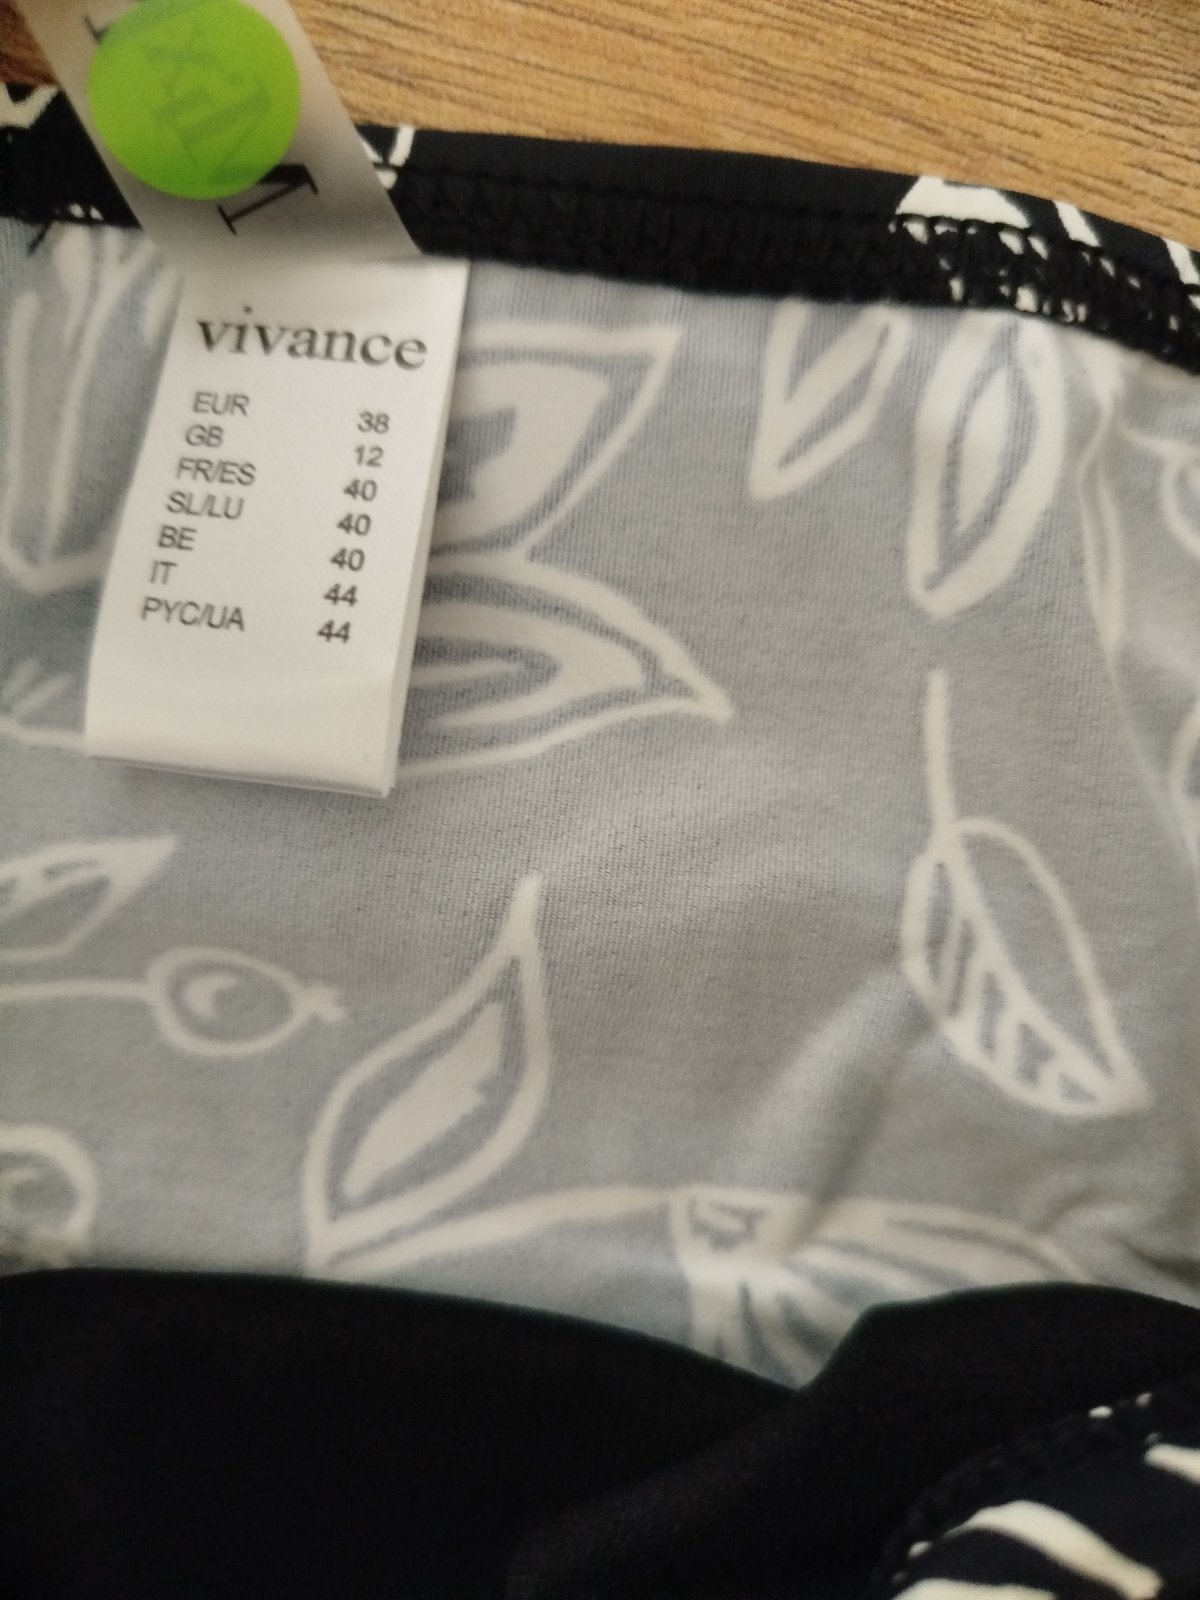 vivance
EUR 38
GB 12
FR/ES 40
SL/LU 40
BE 40
IT 44
PYC/UA 44